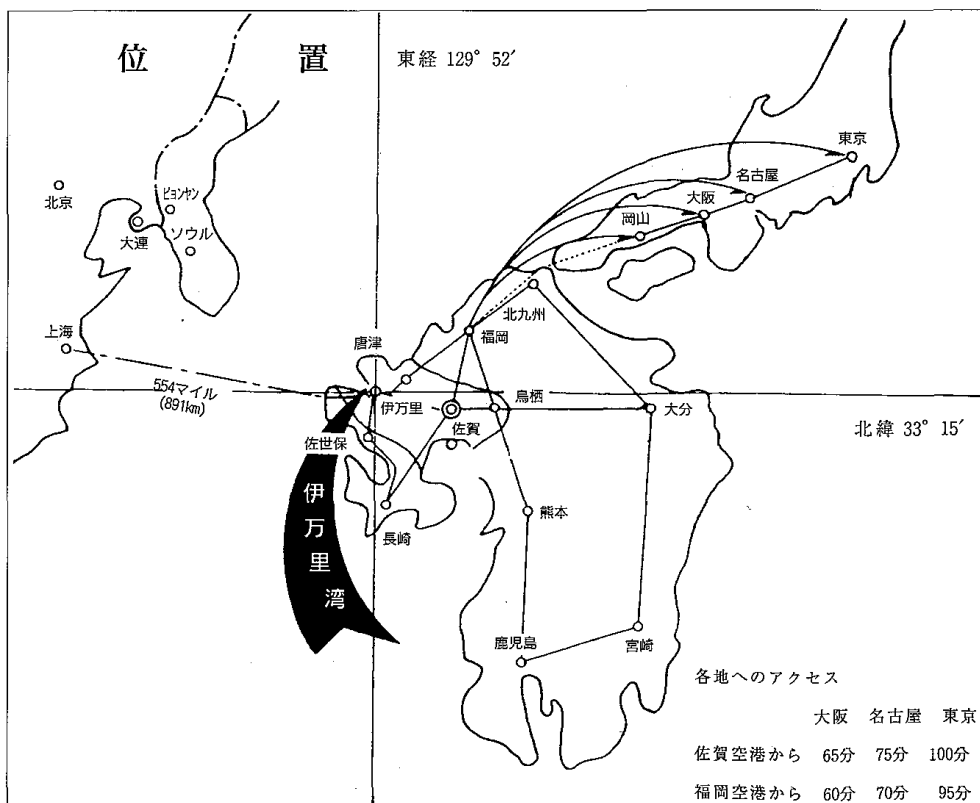 位置
東経 129° 52′
東京
名古屋
大阪
岡山
北京
ピョンヤン
大連
ソウル
北九州
福岡
上海
唐津
554マイル
(891km)
伊万里
鳥栖
大分
佐賀
佐世保
北緯 33° 15′
伊万里湾
長崎
熊本
鹿児島
宮崎
各地へのアクセス
大阪 名古屋 東京
佐賀空港から 65分 75分 100分
福岡空港から 60分 70分 95分